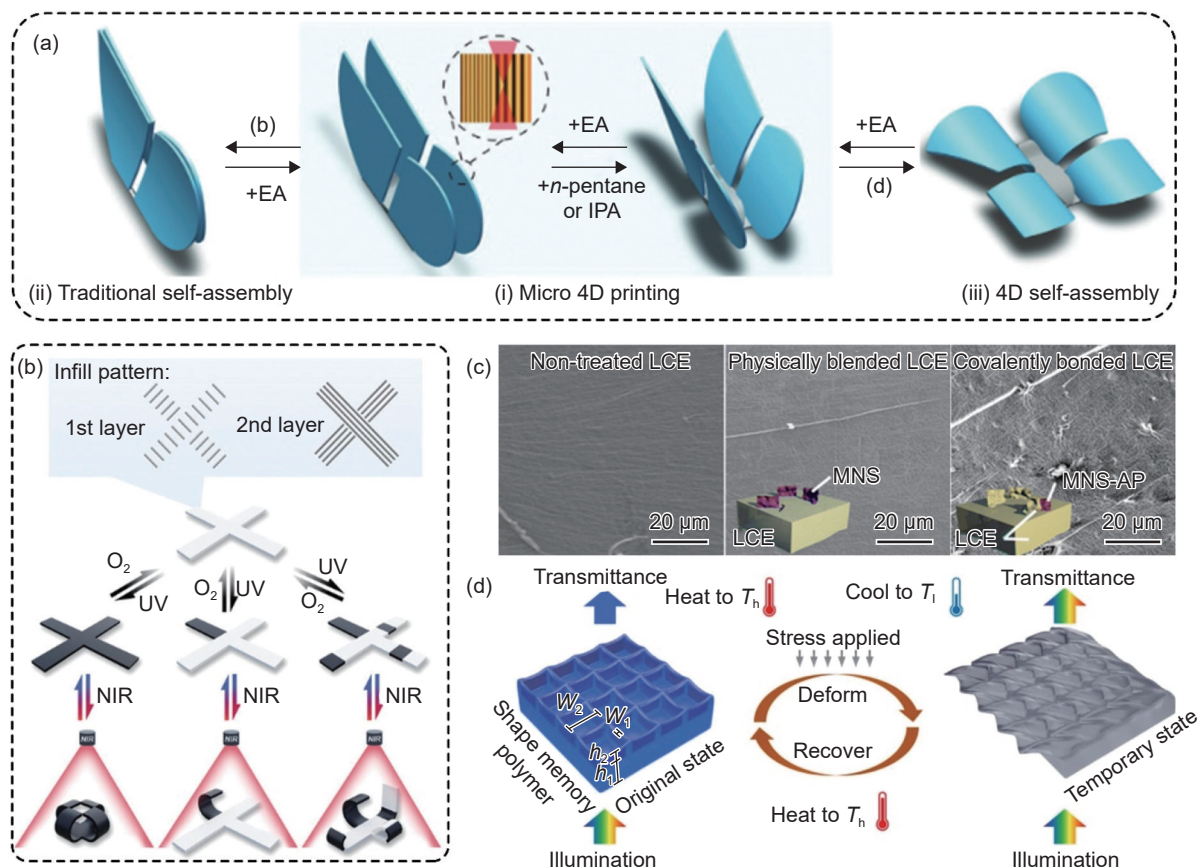 (a)
(b)
+EA
+EA
+n-pentane
or IPA
+EA
(d)
(ii) Traditional self-assembly
(i) Micro 4D printing
(iii) 4D self-assembly
(b)
Infill pattern:
1st layer
2nd layer
O2
UV
O2
UV
UV
O2
NIR
NIR
NIR
NIR
NIR
NIR
(c)
Non-treated LCE
Physically blended LCE
Covalently bonded LCE
MNS
MNS-AP
LCE
LCE
20 μm
20 μm
20 μm
(d)
Transmittance
Heat to Th
Cool to Tl
Transmittance
Stress applied
Deform
Recover
W2
W1
h2
h1
Shape memory
polymer
Original state
Temporary state
Heat to Th
Illumination
Illumination